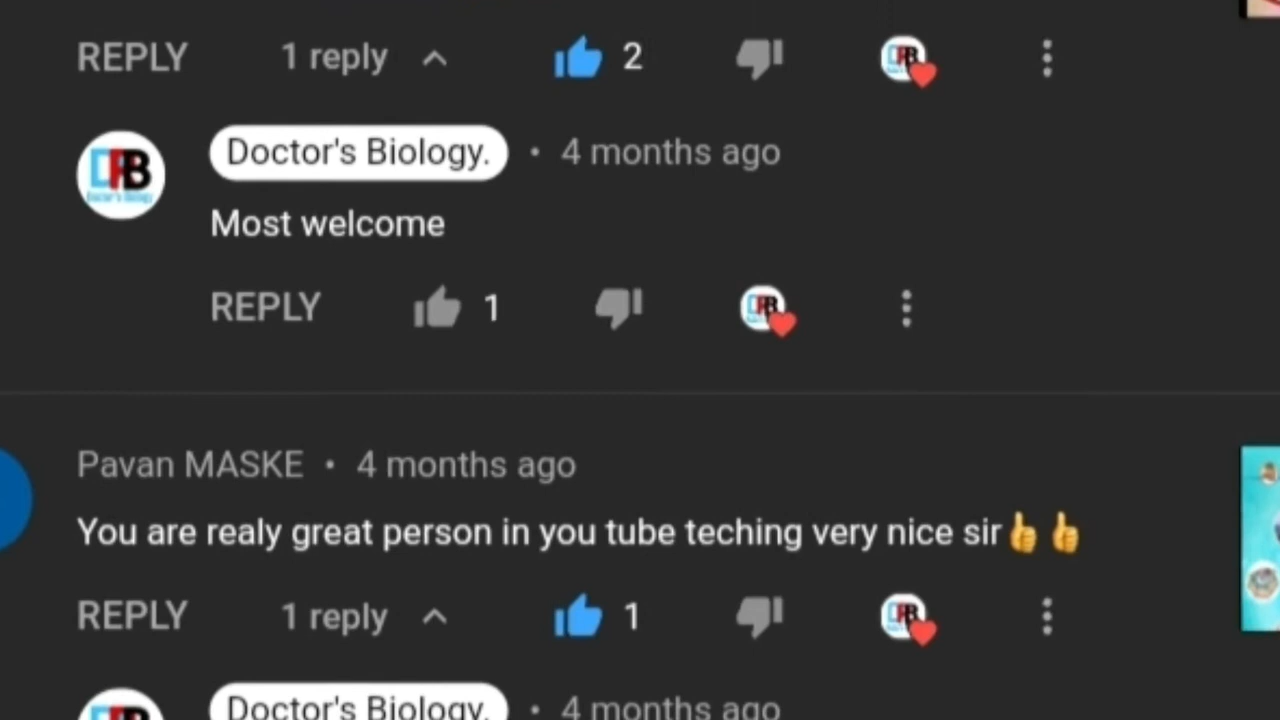 REPLY 1 reply 2
Doctor's Biology. • 4 months ago
Most welcome
REPLY 1
Pavan MASKE • 4 months ago
You are realy great person in you tube teching very nice sir👍👍
REPLY 1 reply 1
Doctor's Biology. • 4 months ago